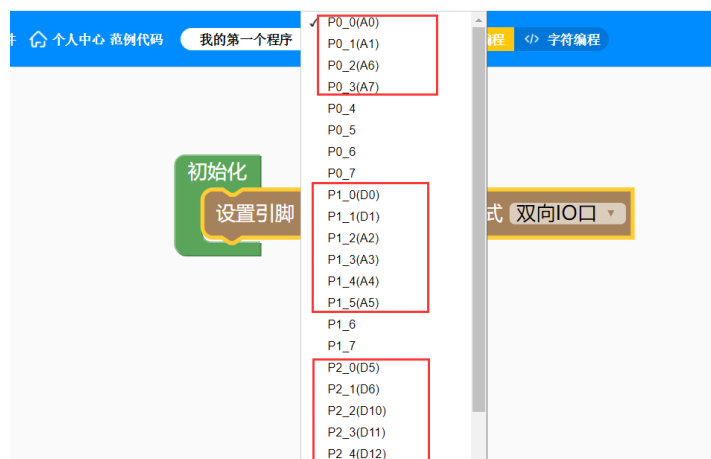 个人中心 范例代码 我的第一个程序 字符编程
✓ P0_0(A0)
P0_1(A1)
P0_2(A6)
P0_3(A7)
P0_4
P0_5
P0_6
P0_7
初始化
P1_0(D0)
设置引脚 式 双向IO口
P1_1(D1)
P1_2(A2)
P1_3(A3)
P1_4(A4)
P1_5(A5)
P1_6
P1_7
P2_0(D5)
P2_1(D6)
P2_2(D10)
P2_3(D11)
P2_4(D12)